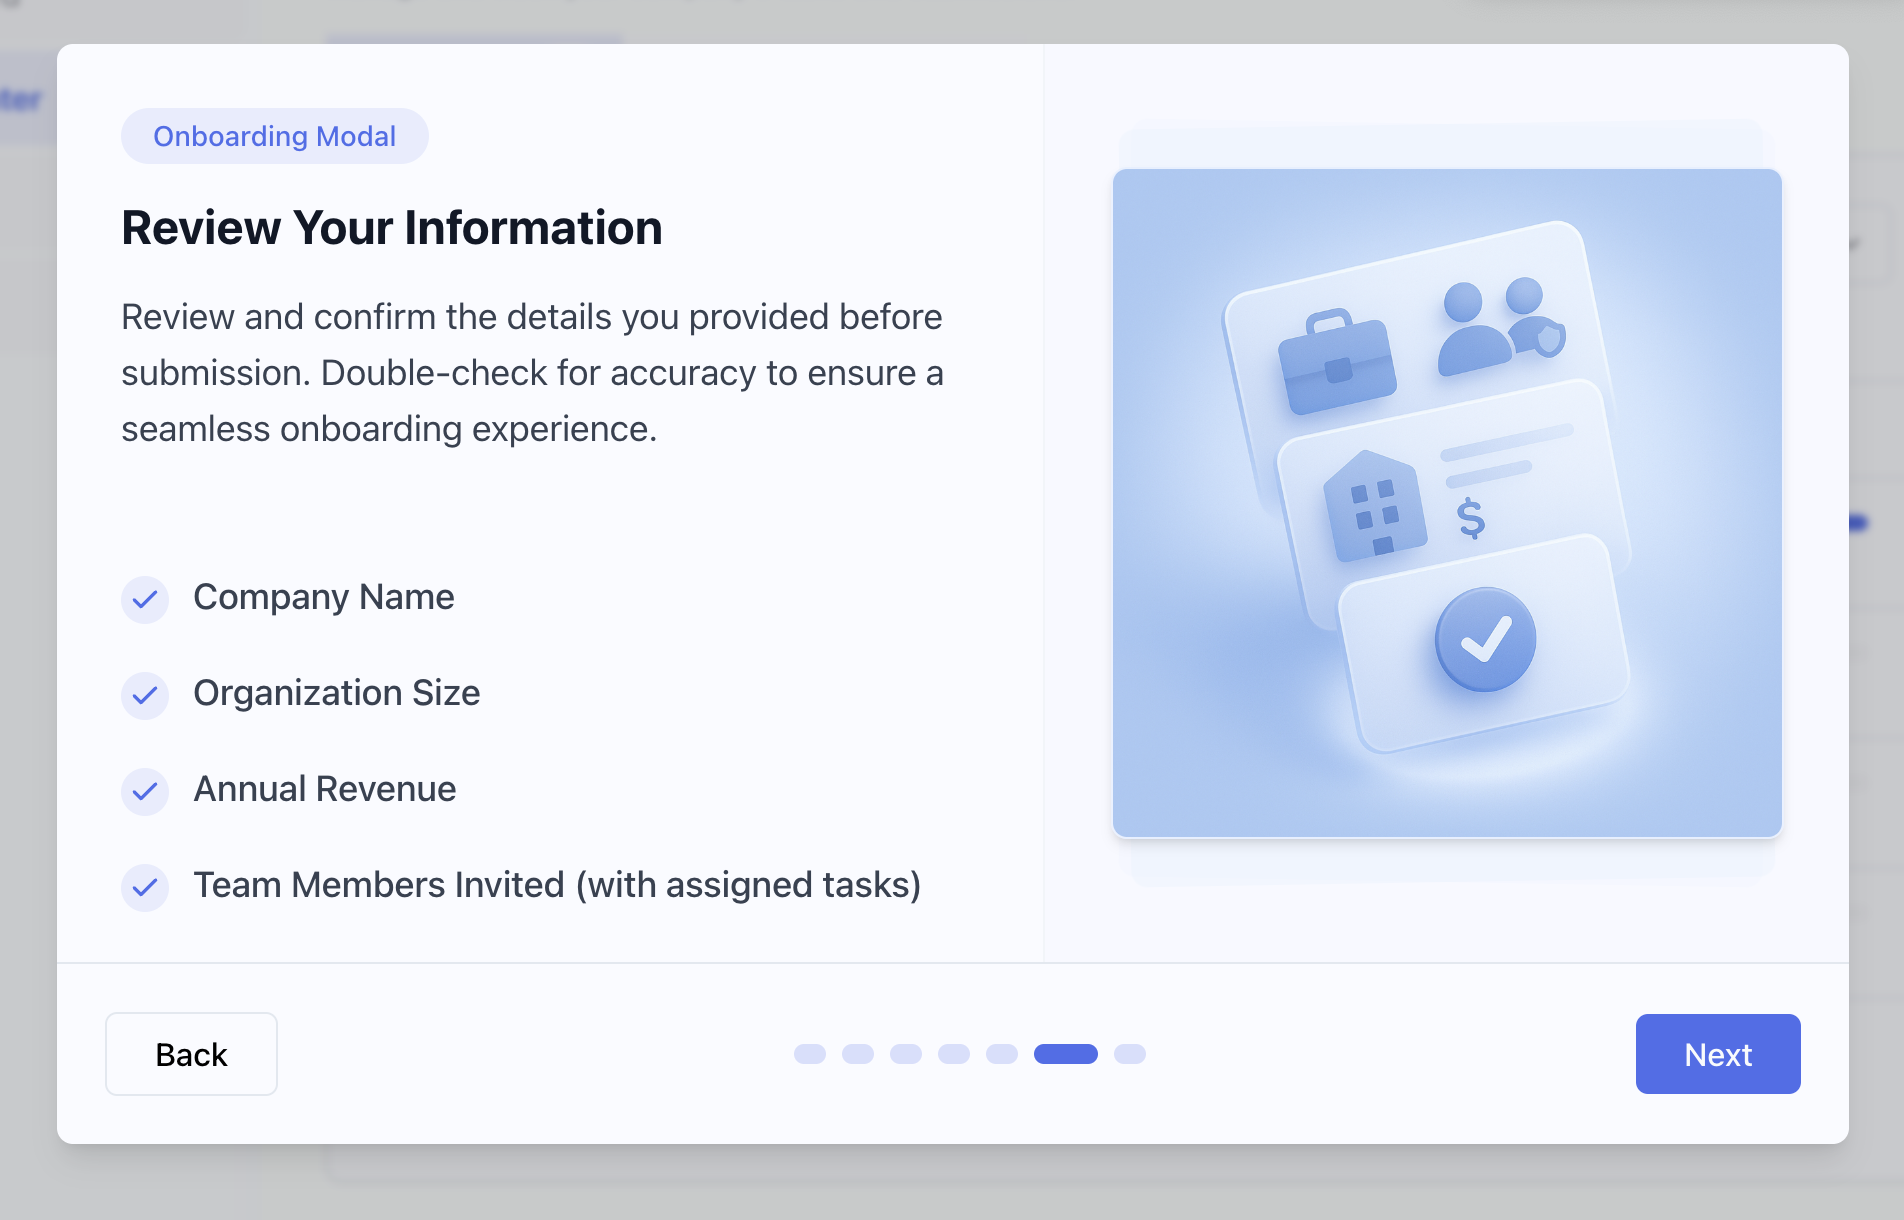 Onboarding Modal
Review Your Information
Review and confirm the details you provided before
submission. Double-check for accuracy to ensure a
seamless onboarding experience.
Company Name
Organization Size
Annual Revenue
Team Members Invited (with assigned tasks)
$
Back
Next